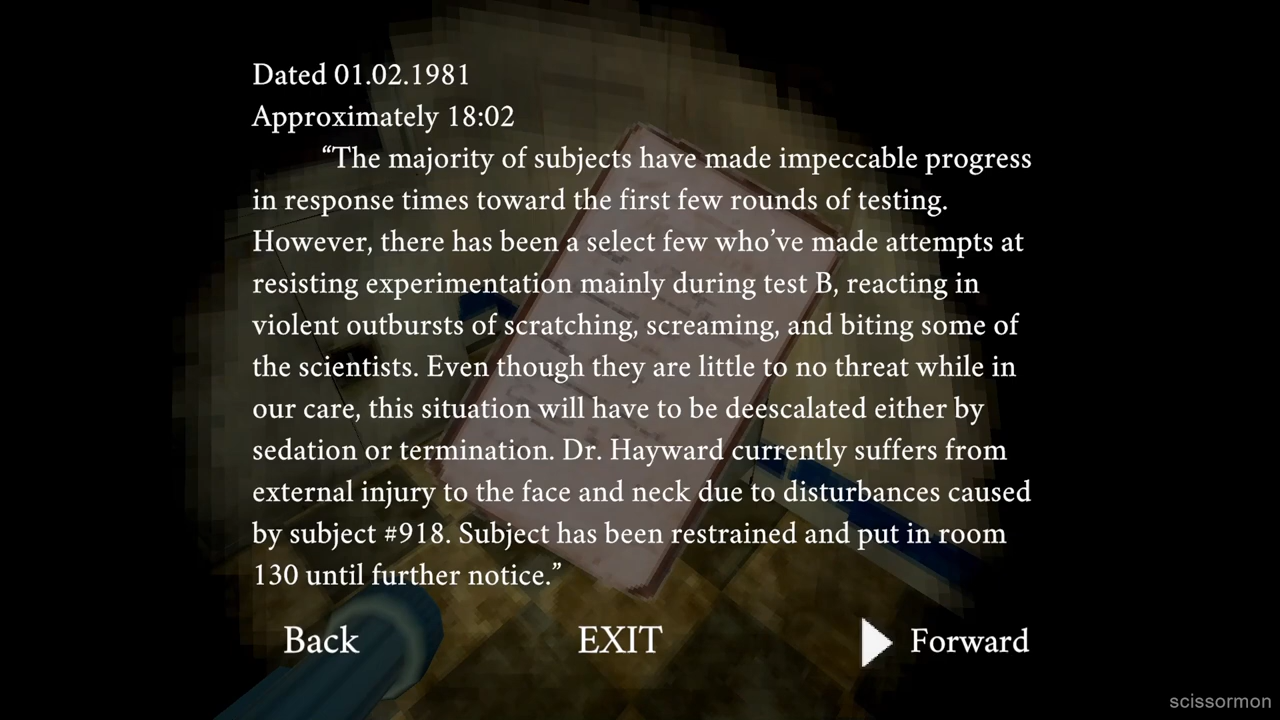 Dated 01.02.1981
Approximately 18:02
“The majority of subjects have made impeccable progress
in response times toward the first few rounds of testing.
However, there has been a select few who’ve made attempts at
resisting experimentation mainly during test B, reacting in
violent outbursts of scratching, screaming, and biting some of
the scientists. Even though they are little to no threat while in
our care, this situation will have to be deescalated either by
sedation or termination. Dr. Hayward currently suffers from
external injury to the face and neck due to disturbances caused
by subject #918. Subject has been restrained and put in room
130 until further notice.”
Back EXIT Forward
scissormon